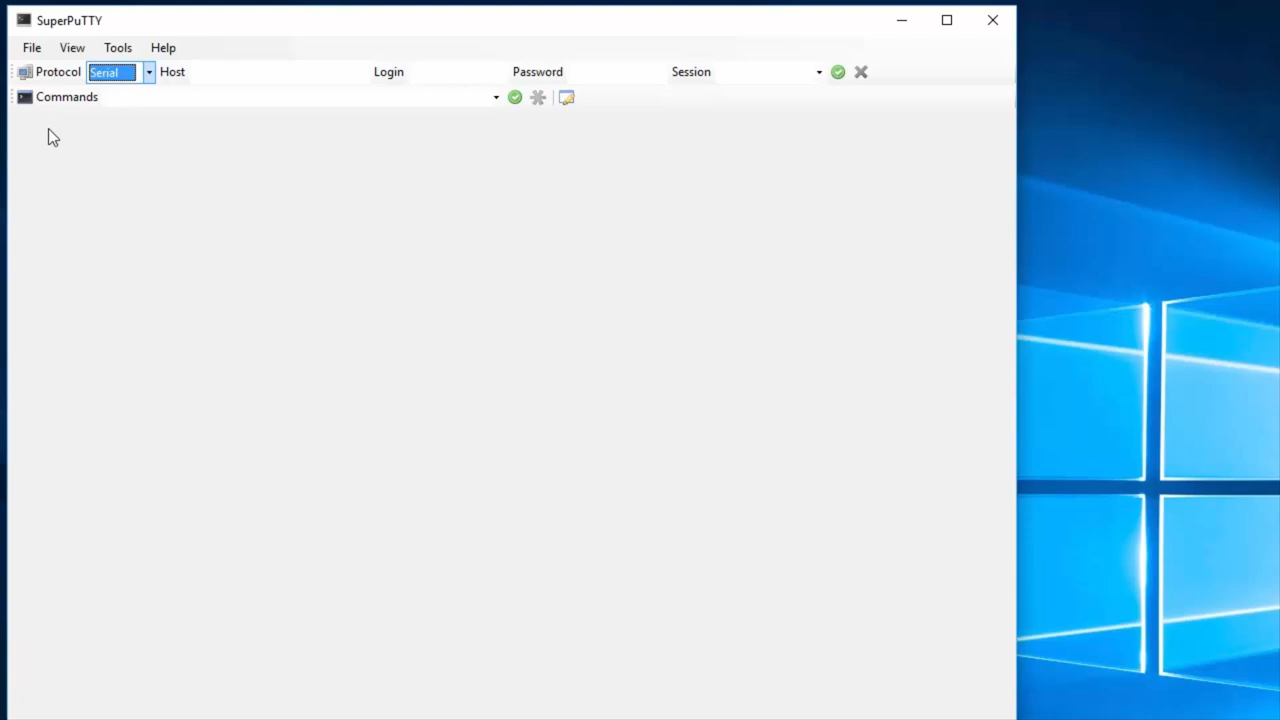 SuperPuTTY
File View Tools Help
Protocol Serial Host Login Password Session
Commands